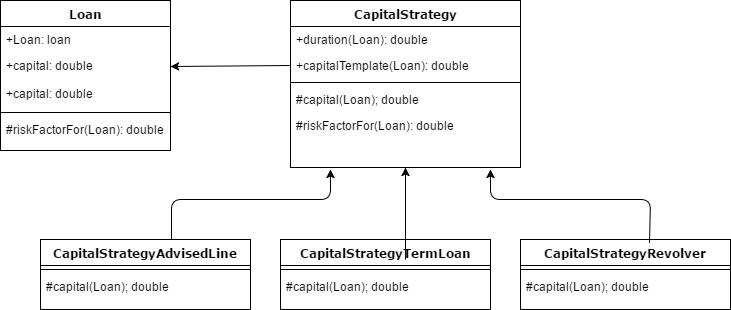 Loan
+Loan: loan
+capital: double
+capital: double
#riskFactorFor(Loan): double
CapitalStrategy
+duration(Loan): double
+capitalTemplate(Loan): double
#capital(Loan); double
#riskFactorFor(Loan): double
CapitalStrategyAdvisedLine
#capital(Loan); double
CapitalStrategyTermLoan
#capital(Loan); double
CapitalStrategyRevolver
#capital(Loan); double